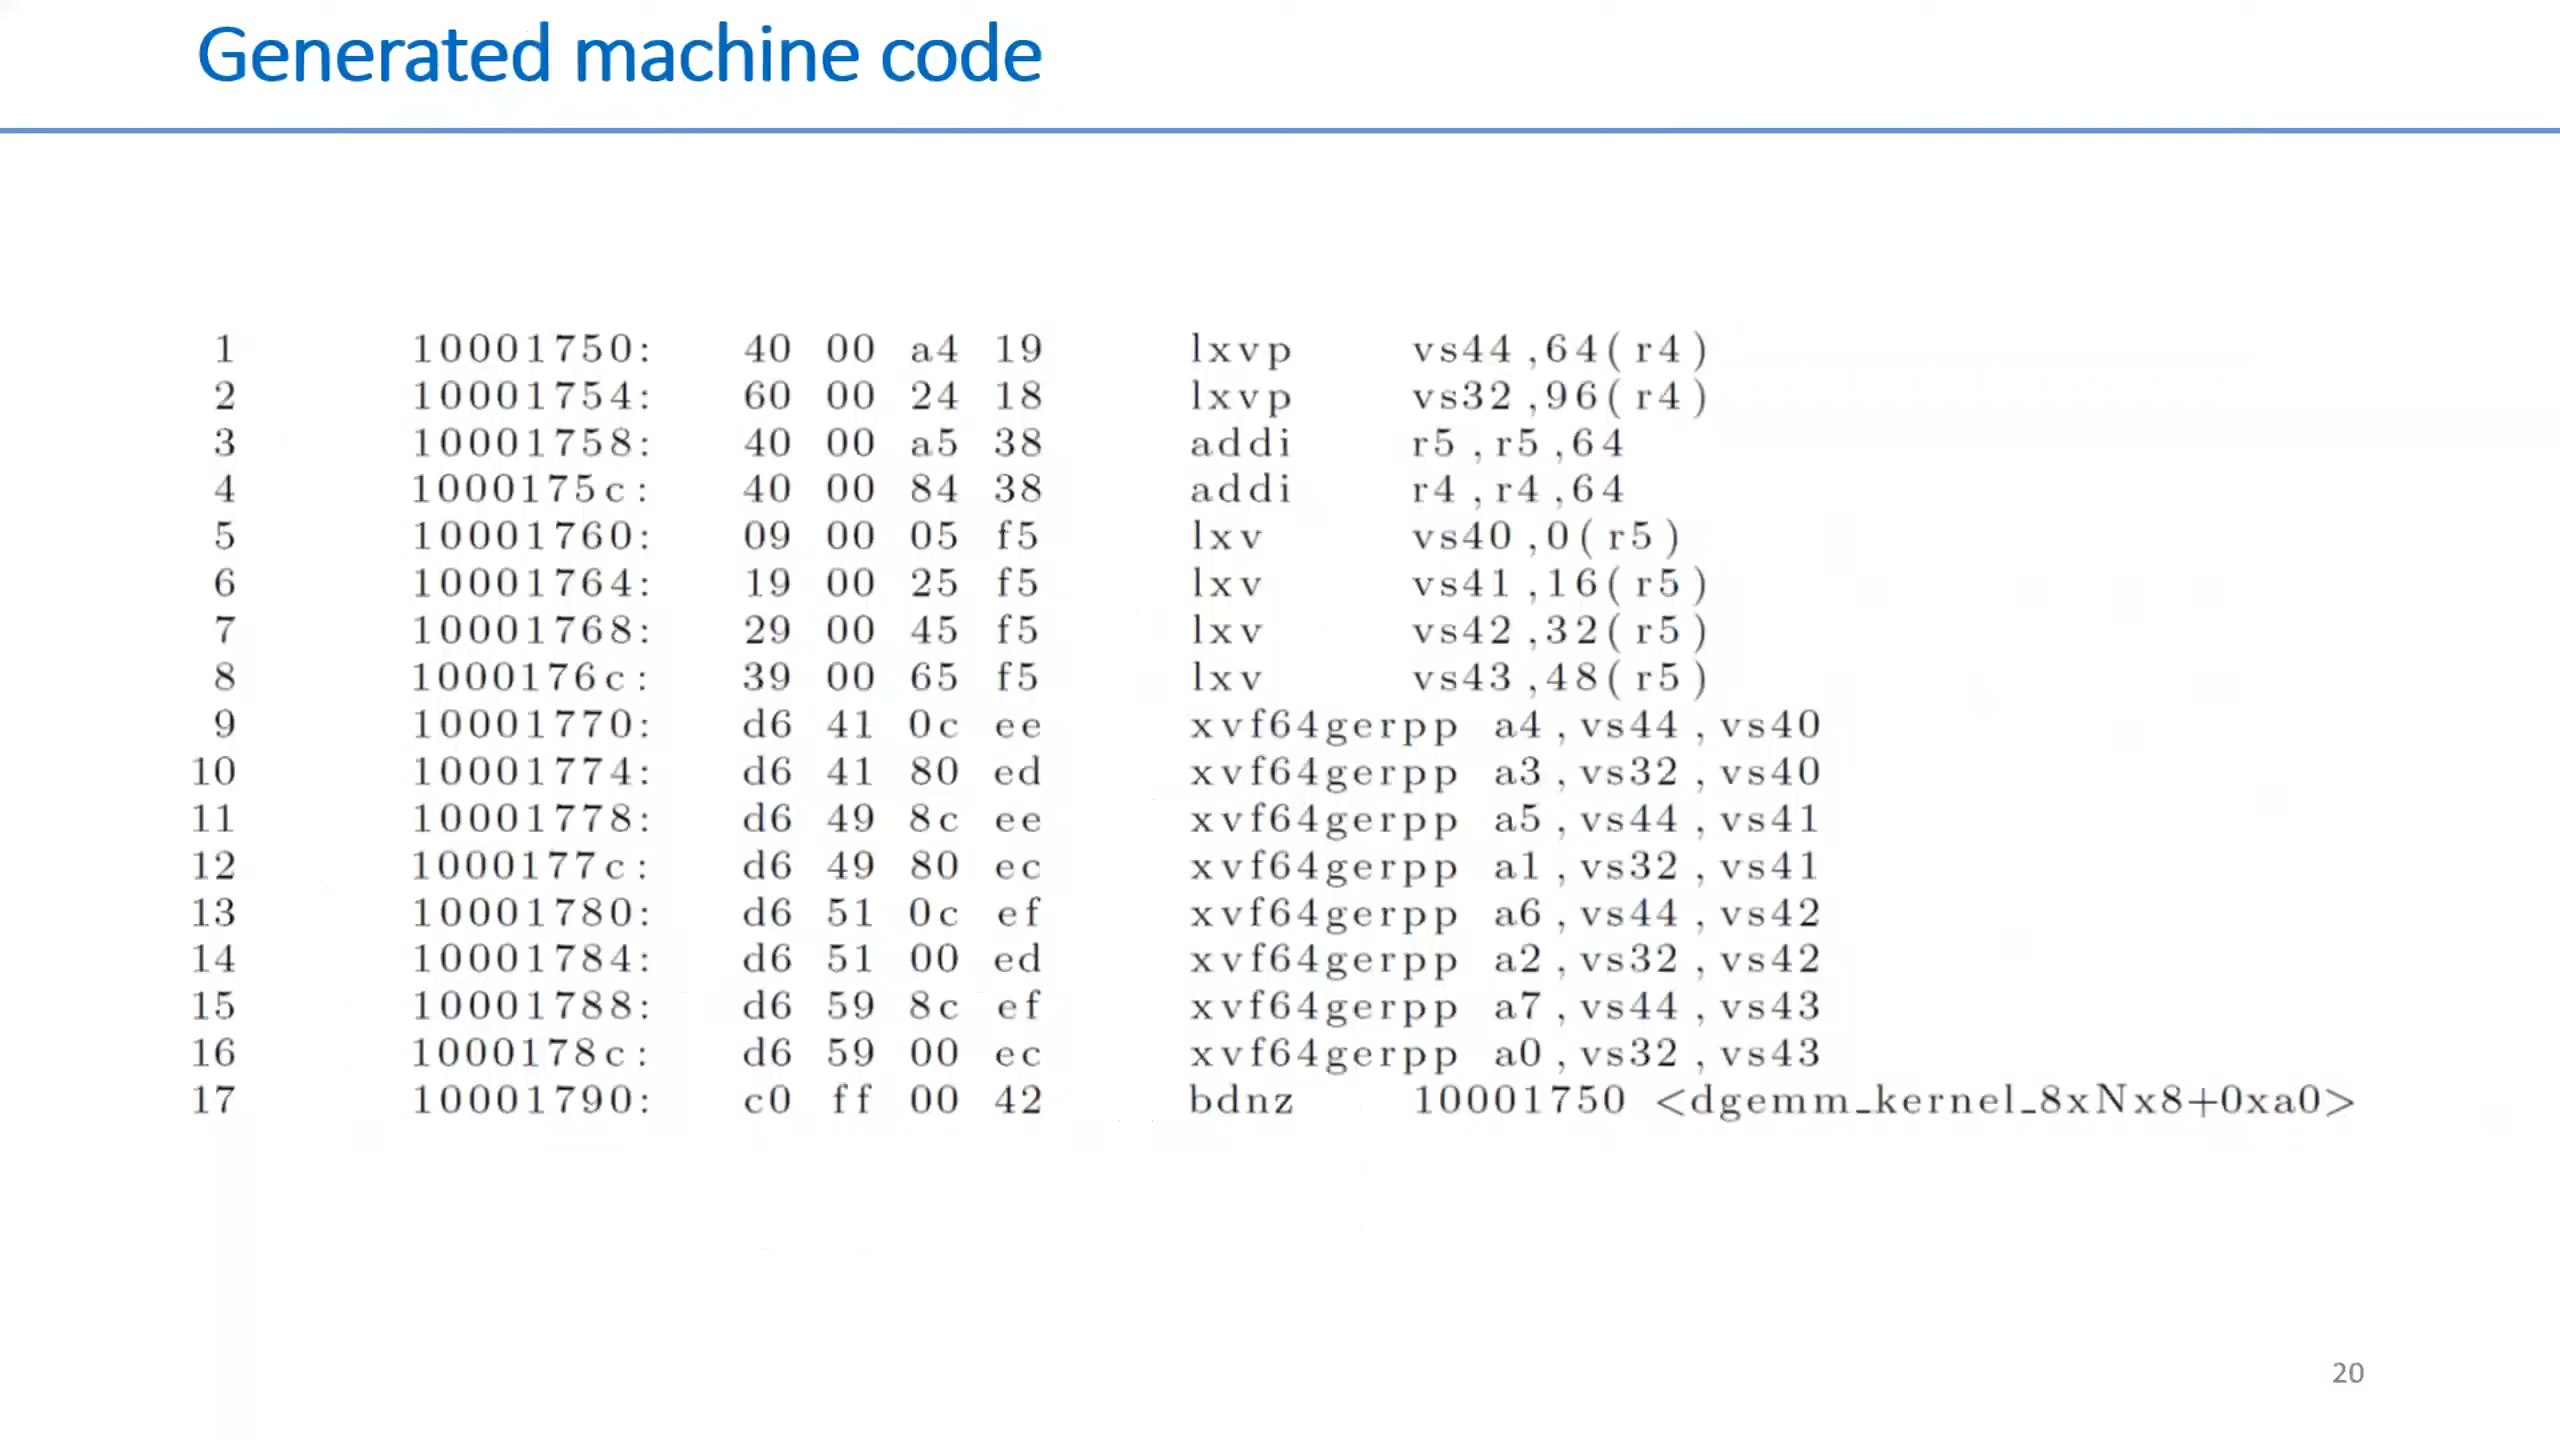 Generated machine code
1 10001750: 40 00 a4 19 lxvp vs44,64(r4)
2 10001754: 60 00 24 18 lxvp vs32,96(r4)
3 10001758: 40 00 a5 38 addi r5,r5,64
4 1000175c: 40 00 84 38 addi r4,r4,64
5 10001760: 09 00 05 f5 lxv vs40,0(r5)
6 10001764: 19 00 25 f5 lxv vs41,16(r5)
7 10001768: 29 00 45 f5 lxv vs42,32(r5)
8 1000176c: 39 00 65 f5 lxv vs43,48(r5)
9 10001770: d6 41 0c ee xvf64gerpp a4,vs44,vs40
10 10001774: d6 41 80 ed xvf64gerpp a3,vs32,vs40
11 10001778: d6 49 8c ee xvf64gerpp a5,vs44,vs41
12 1000177c: d6 49 80 ec xvf64gerpp a1,vs32,vs41
13 10001780: d6 51 0c ef xvf64gerpp a6,vs44,vs42
14 10001784: d6 51 00 ed xvf64gerpp a2,vs32,vs42
15 10001788: d6 59 8c ef xvf64gerpp a7,vs44,vs43
16 1000178c: d6 59 00 ec xvf64gerpp a0,vs32,vs43
17 10001790: c0 ff 00 42 bdnz 10001750 <dgemm_kernel_8xNx8+0xa0>
20